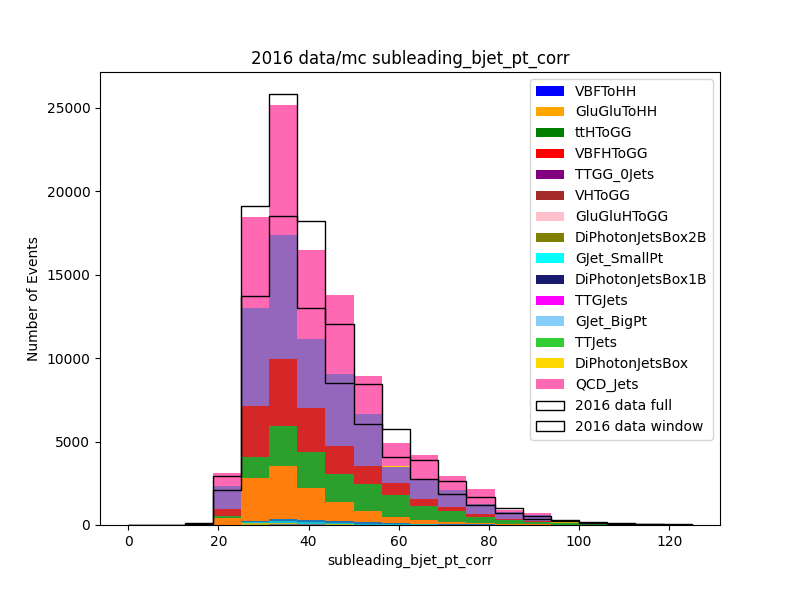 2016 data/mc subleading_bjet_pt_corr
Number of Events
25000
20000
15000
10000
5000
0
0 20 40 60 80 100 120
subleading_bjet_pt_corr
VBFToHH
GluGluToHH
ttHToGG
VBFHToGG
TTGG_0Jets
VHToGG
GluGluHToGG
DiPhotonJetsBox2B
GJet_SmallPt
DiPhotonJetsBox1B
TTGJets
GJet_BigPt
TTJets
DiPhotonJetsBox
QCD_Jets
2016 data full
2016 data window